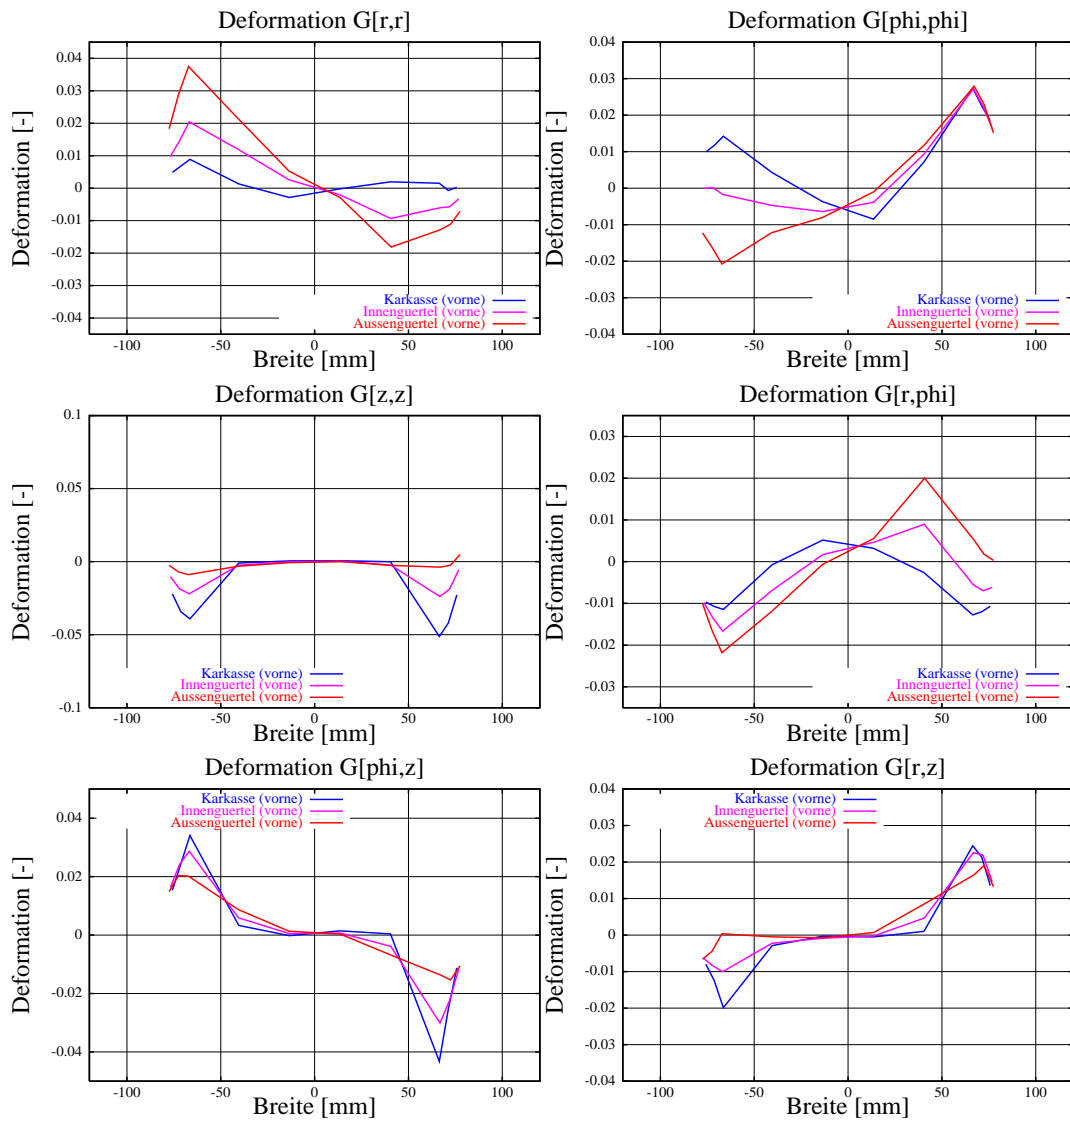 Deformation G[r,r]
0.04
0.03
0.02
0.01
0
-0.01
-0.02
-0.03
-0.04
-100
-50
0
50
100
Deformation [-]
Breite [mm]
Karkasse (vorne)
Innenguertel (vorne)
Aussenguertel (vorne)
Deformation G[phi,phi]
0.04
0.03
0.02
0.01
0
-0.01
-0.02
-0.03
-0.04
-100
-50
0
50
100
Deformation [-]
Breite [mm]
Karkasse (vorne)
Innenguertel (vorne)
Aussenguertel (vorne)
Deformation G[z,z]
0.1
0.05
0
-0.05
-0.1
-100
-50
0
50
100
Deformation [-]
Breite [mm]
Karkasse (vorne)
Innenguertel (vorne)
Aussenguertel (vorne)
Deformation G[r,phi]
0.03
0.02
0.01
0
-0.01
-0.02
-0.03
-100
-50
0
50
100
Deformation [-]
Breite [mm]
Karkasse (vorne)
Innenguertel (vorne)
Aussenguertel (vorne)
Deformation G[phi,z]
0.04
0.02
0
-0.02
-0.04
-100
-50
0
50
100
Deformation [-]
Breite [mm]
Karkasse (vorne)
Innenguertel (vorne)
Aussenguertel (vorne)
Deformation G[r,z]
0.04
0.03
0.02
0.01
0
-0.01
-0.02
-0.03
-0.04
-100
-50
0
50
100
Deformation [-]
Breite [mm]
Karkasse (vorne)
Innenguertel (vorne)
Aussenguertel (vorne)